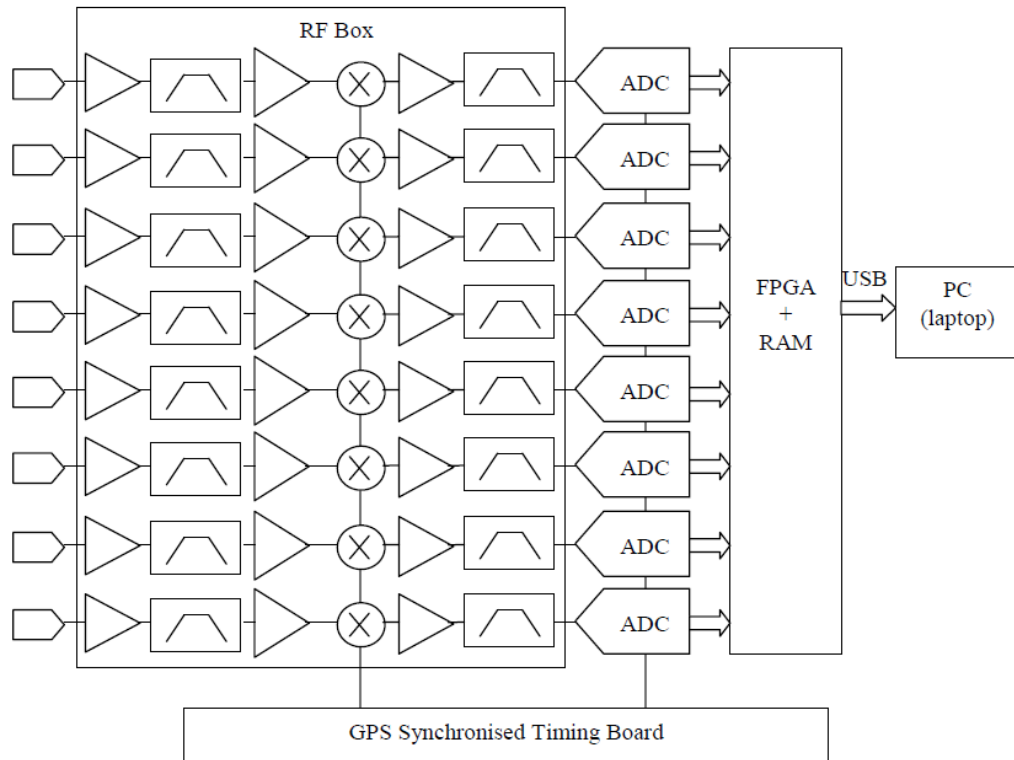 RF Box
ADC
ADC
ADC
ADC
ADC
ADC
ADC
ADC
FPGA
+
RAM
USB
PC
(laptop)
GPS Synchronised Timing Board